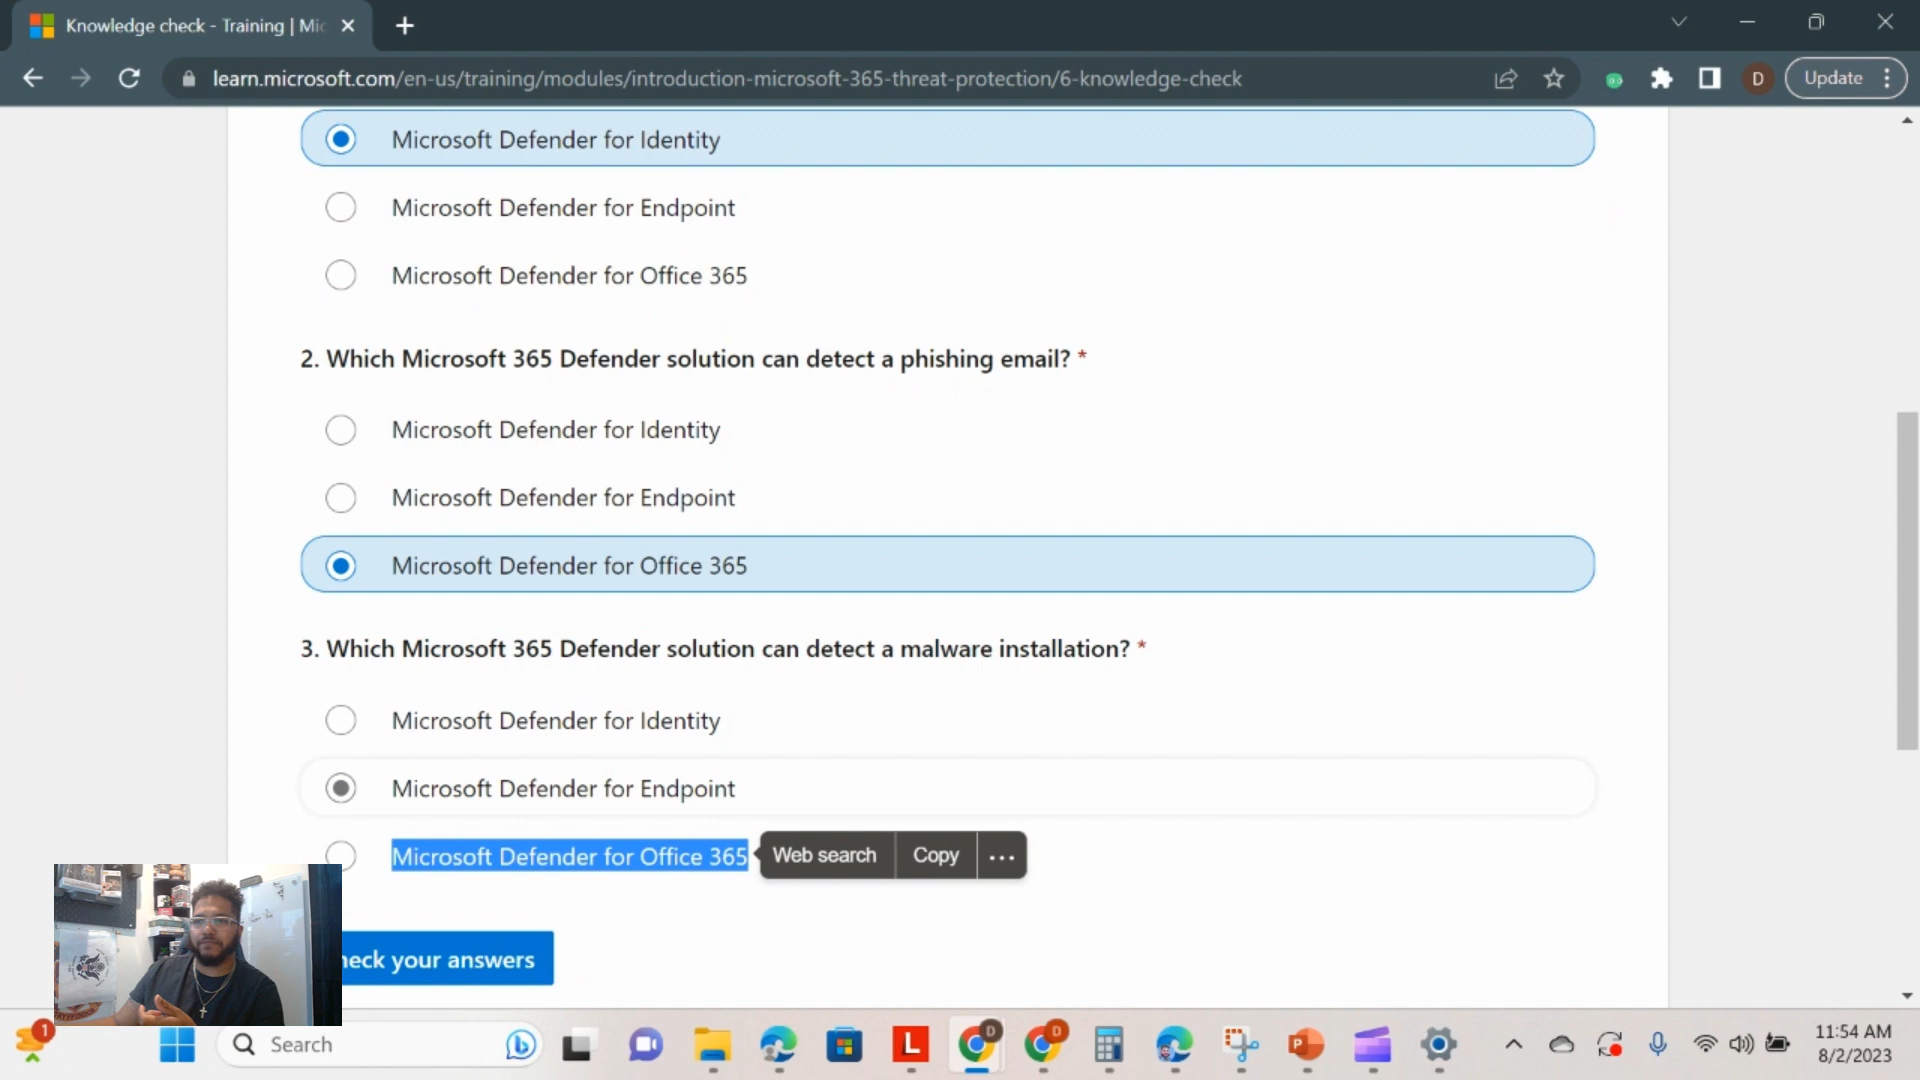 Knowledge check - Training | Mic
learn.microsoft.com/en-us/training/modules/introduction-microsoft-365-threat-protection/6-knowledge-check
D
Update
Microsoft Defender for Identity
Microsoft Defender for Endpoint
Microsoft Defender for Office 365
2. Which Microsoft 365 Defender solution can detect a phishing email? *
Microsoft Defender for Identity
Microsoft Defender for Endpoint
Microsoft Defender for Office 365
3. Which Microsoft 365 Defender solution can detect a malware installation? *
Microsoft Defender for Identity
Microsoft Defender for Endpoint
Microsoft Defender for Office 365
Web search
Copy
...
heck your answers
1
Search
L
D
D
P
11:54 AM
8/2/2023